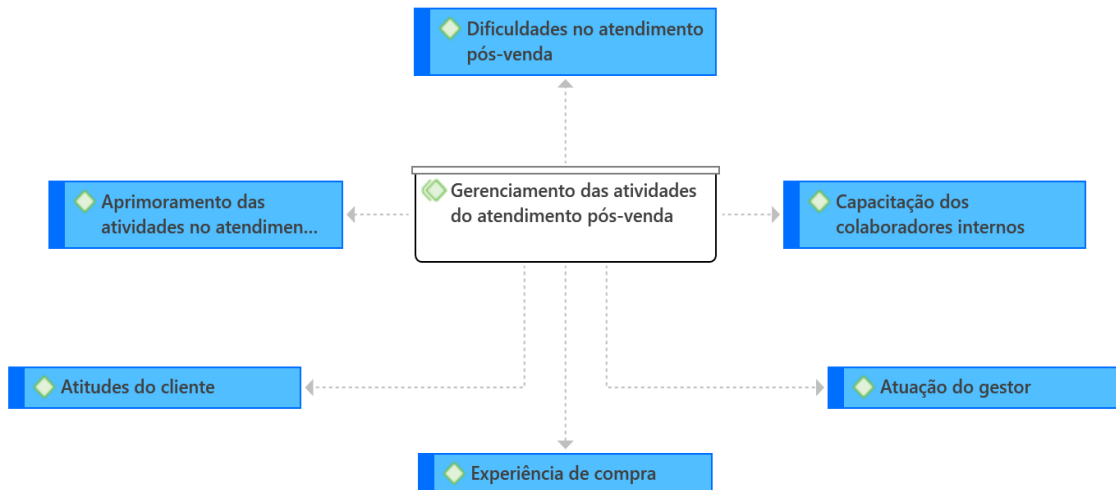 Dificuldades no atendimento
pós-venda
Aprimoramento das
atividades no atendimen...
Gerenciamento das atividades
do atendimento pós-venda
Capacitação dos
colaboradores internos
Atitudes do cliente
Atuação do gestor
Experiência de compra